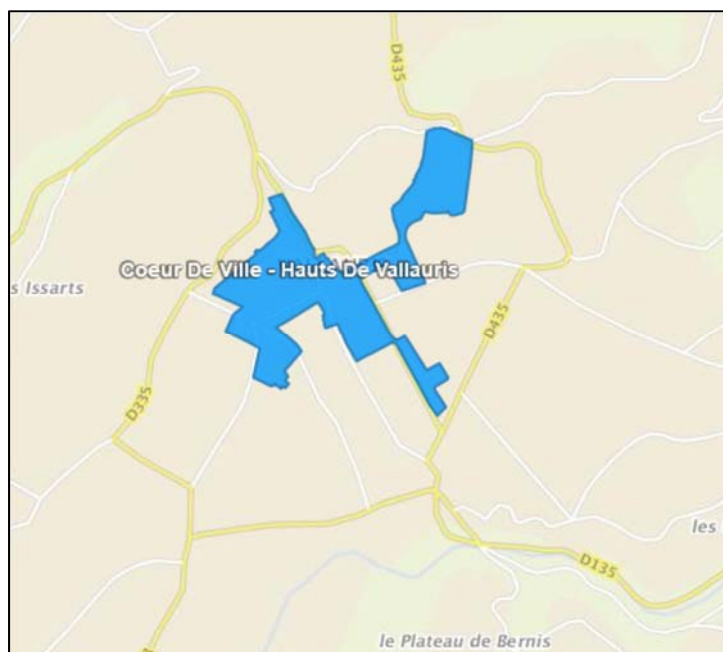 D435
Coeur De Ville - Hauts De Vallauris
s Issarts
D435
D335
les
D135
le Plateau de Bernis